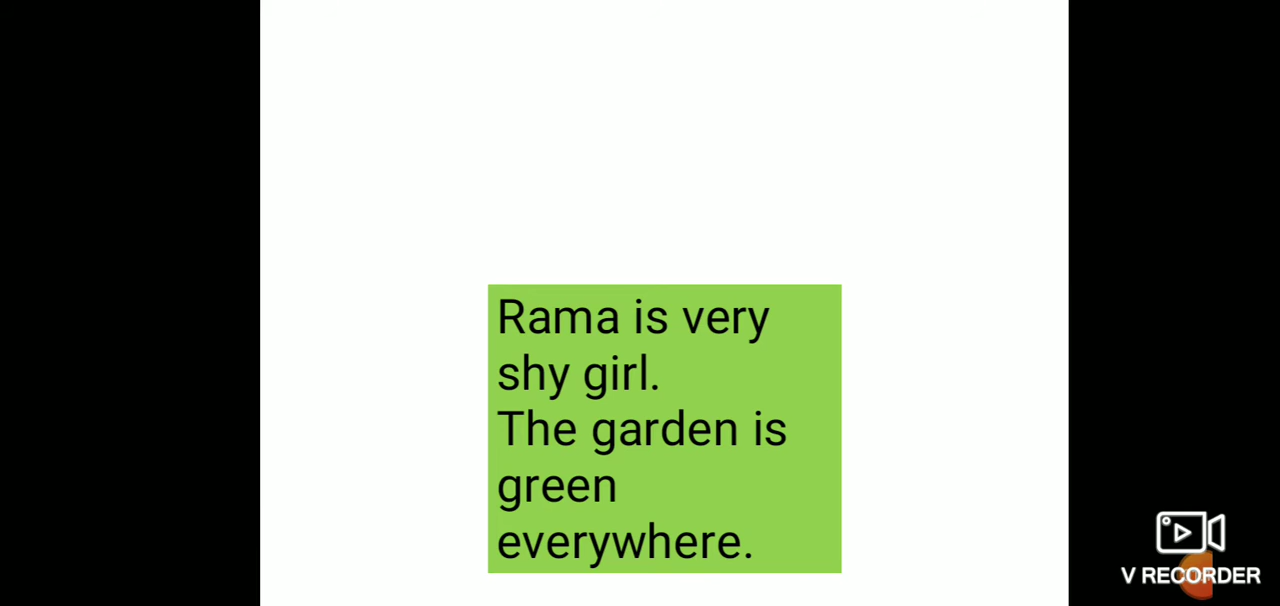 Rama is very
shy girl.
The garden is
green
everywhere.
V RECORDER